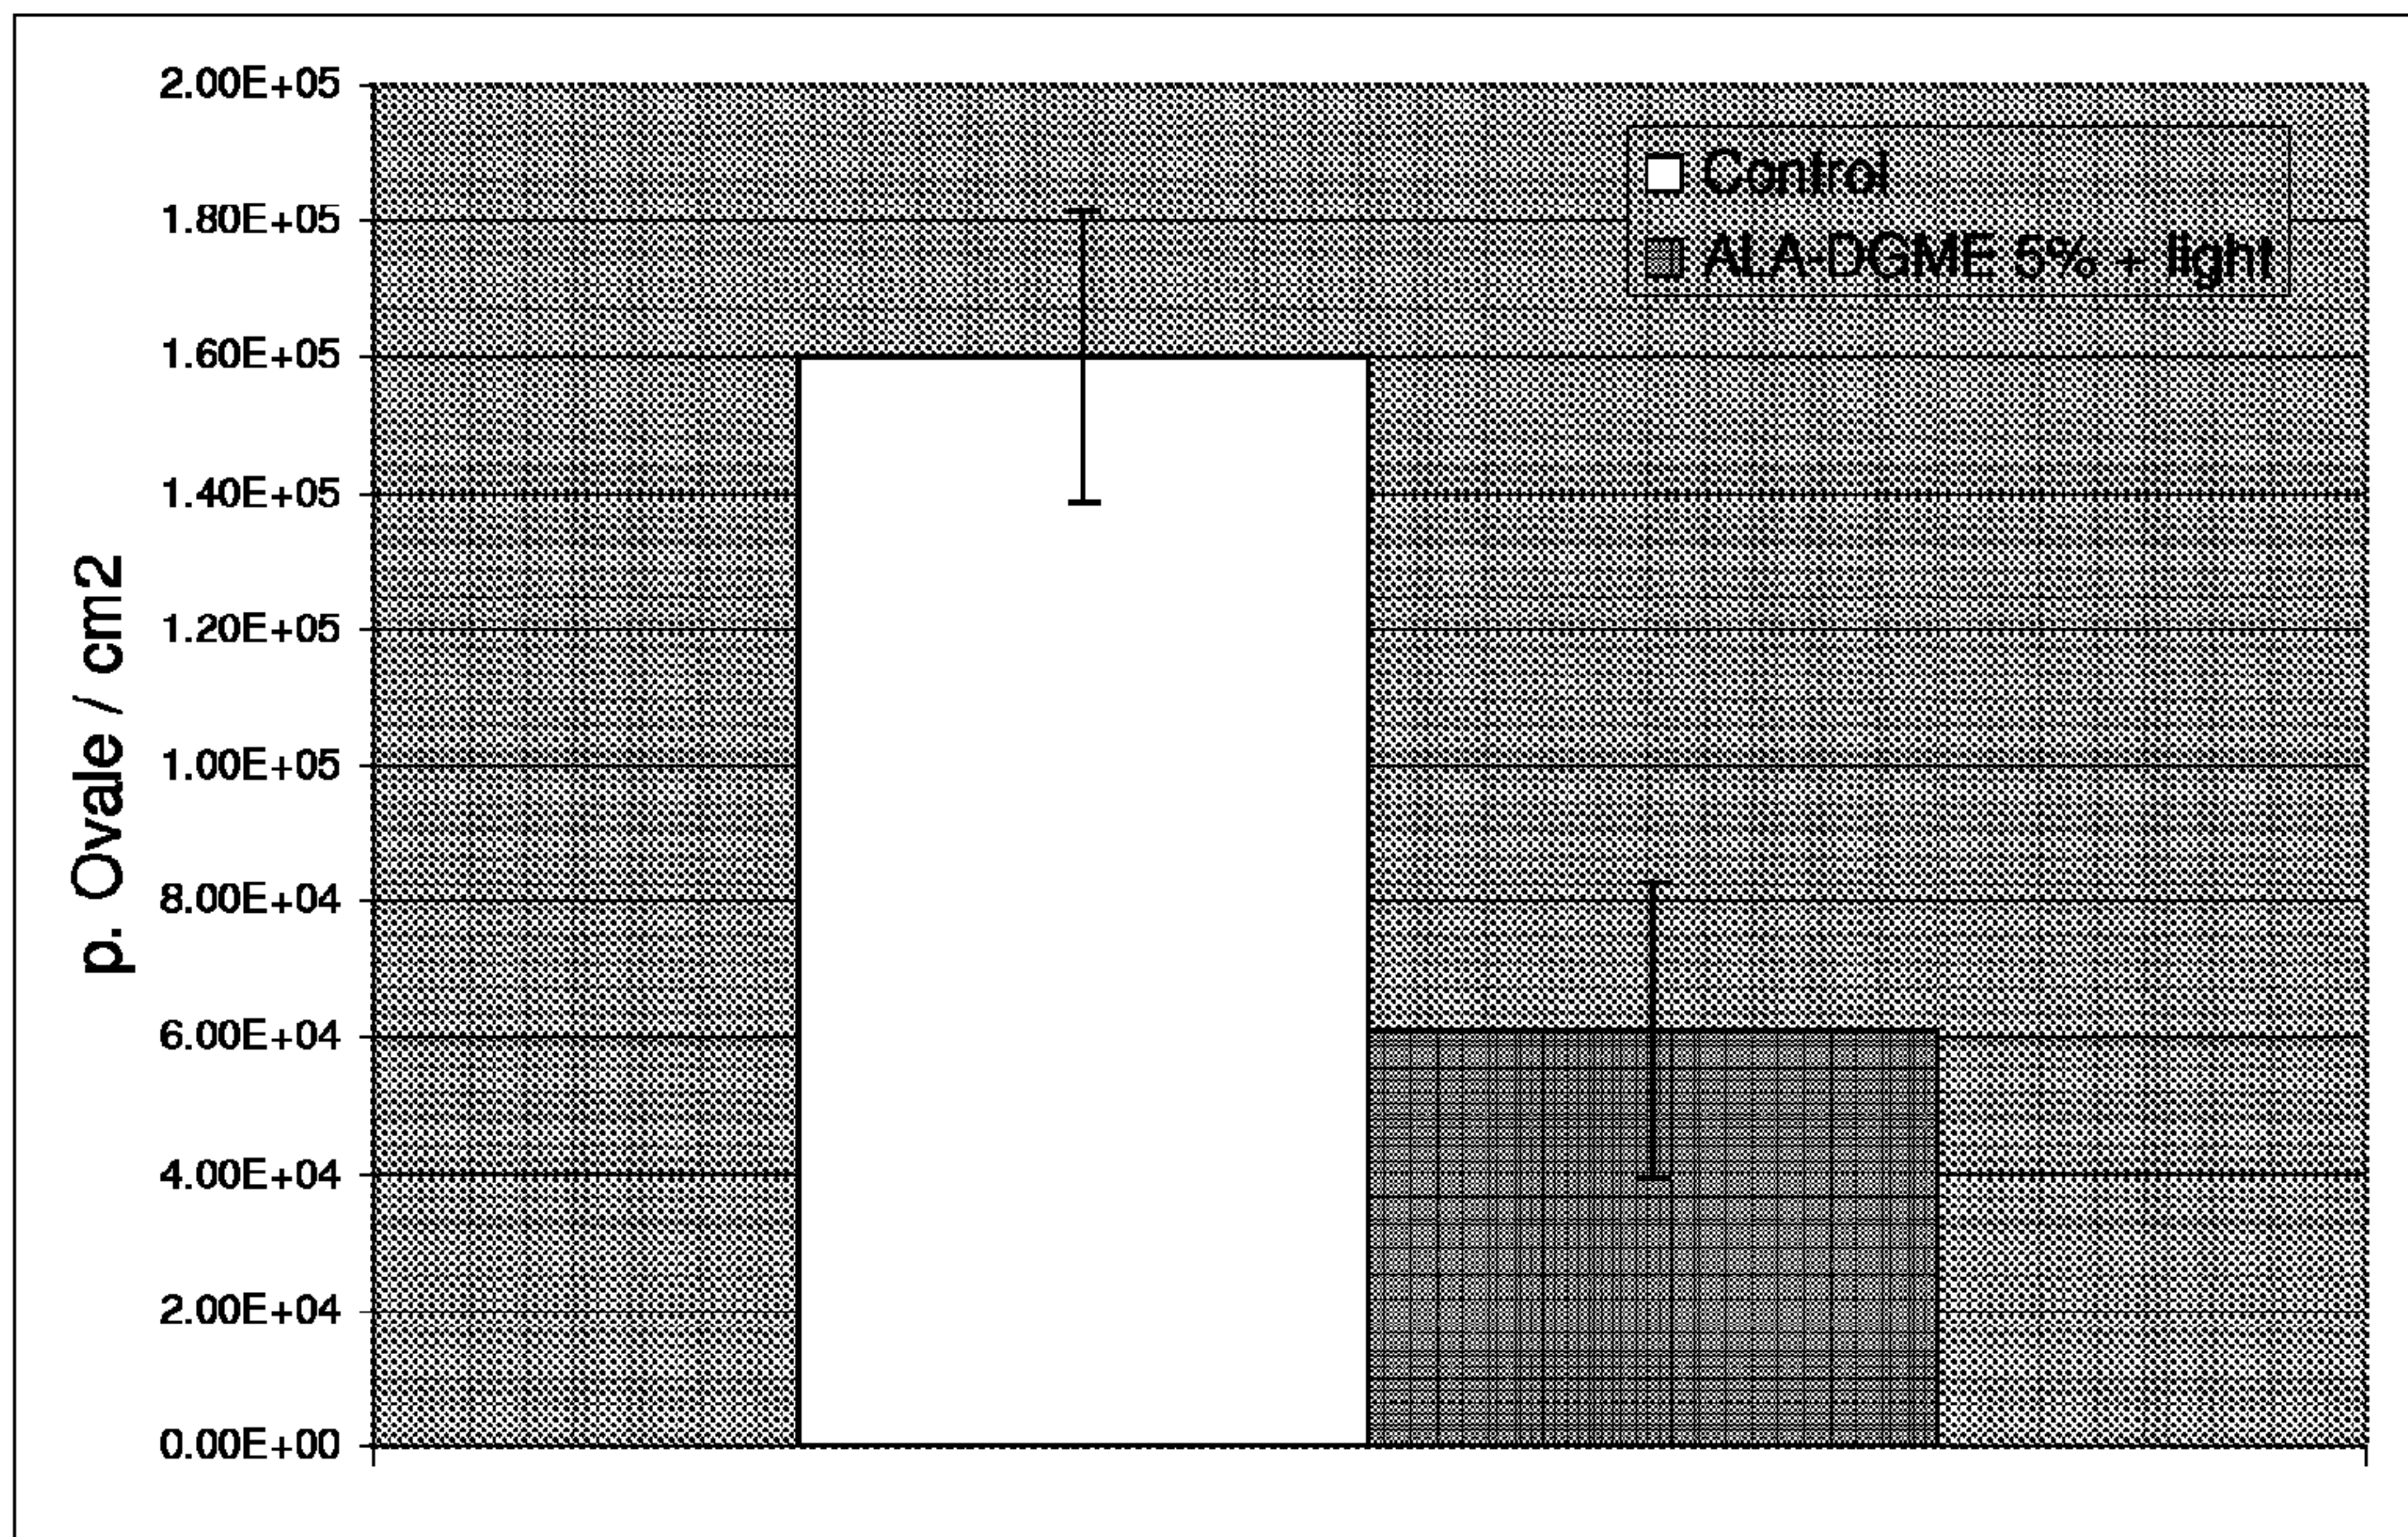 2.00E+05
1.80E+05
1.60E+05
1.40E+05
1.20E+05
1.00E+05
8.00E+04
6.00E+04
4.00E+04
2.00E+04
0.00E+00
p. Ovale / cm2
Control
ALA-DGME 5% + light